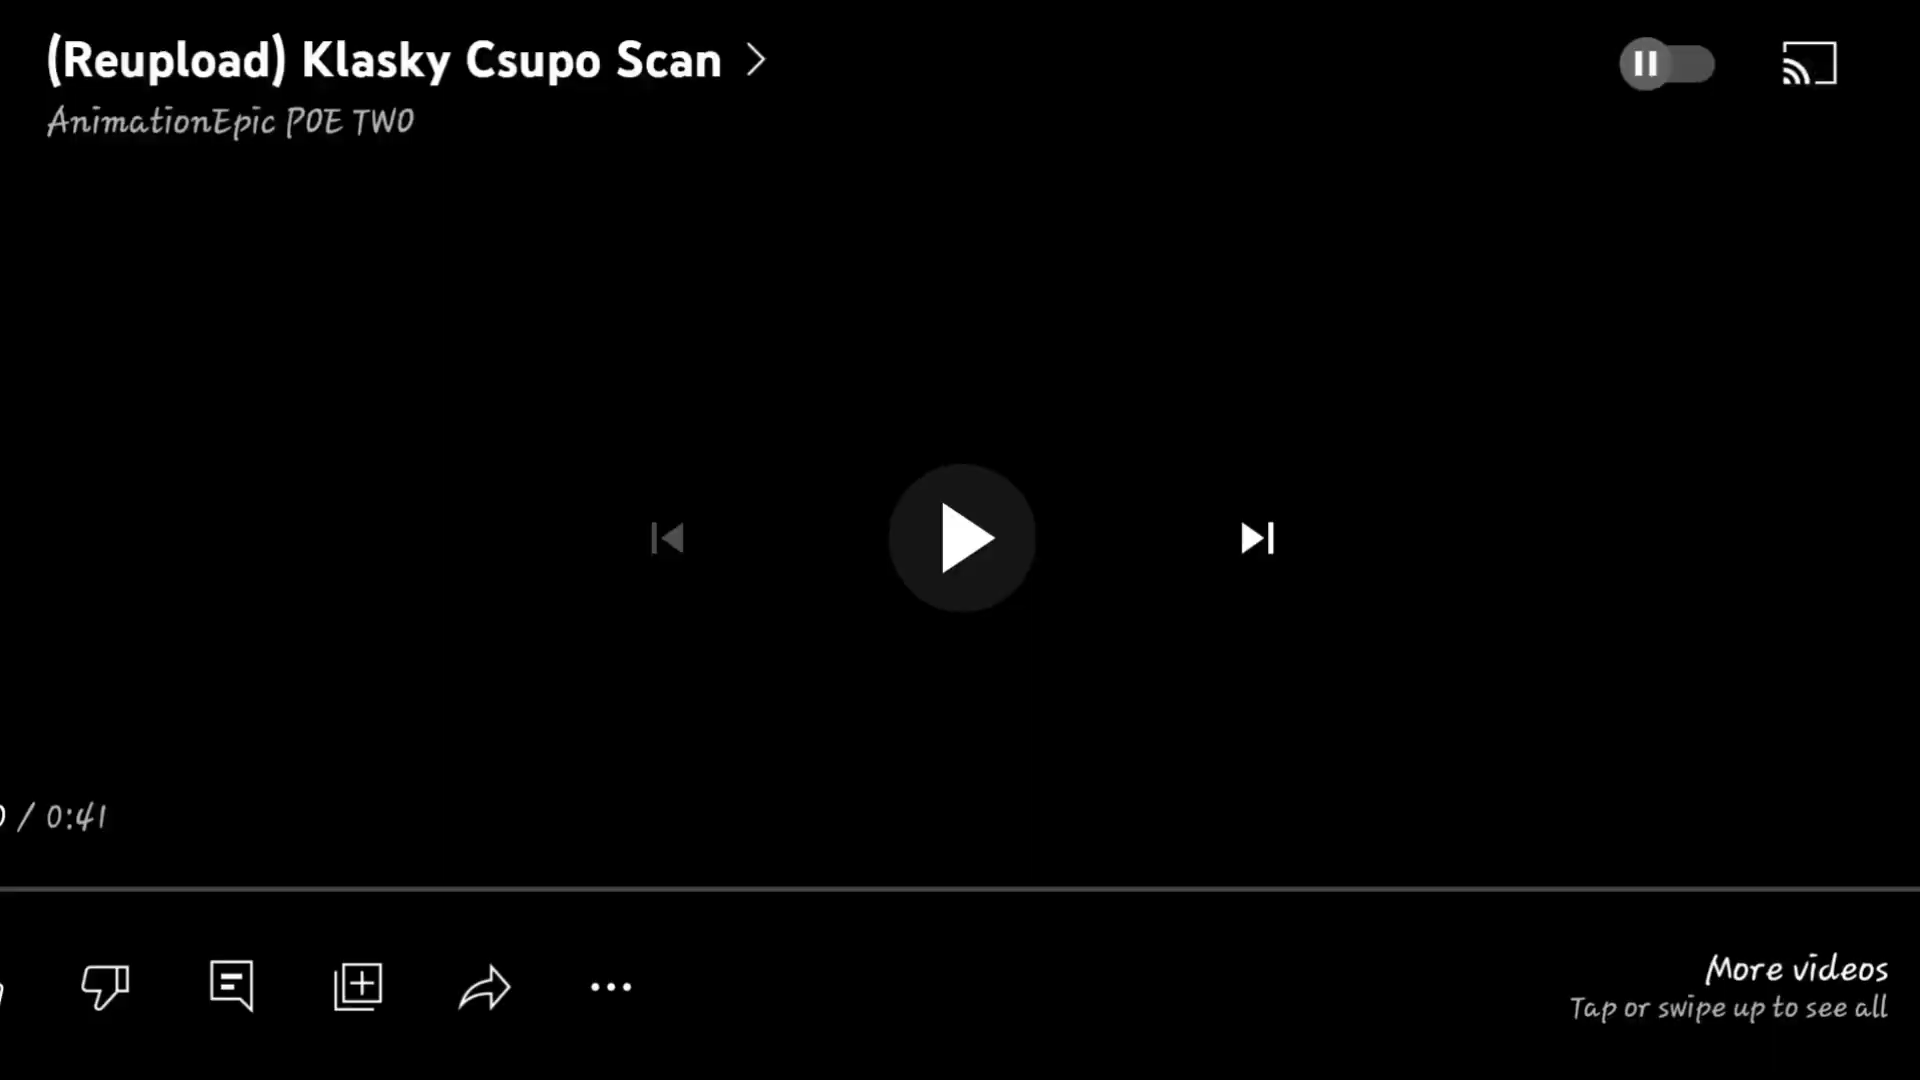 (Reupload) Klasky Csupo Scan
AnimationEpic POE TWO
/ 0:41
More videos
Tap or swipe up to see all